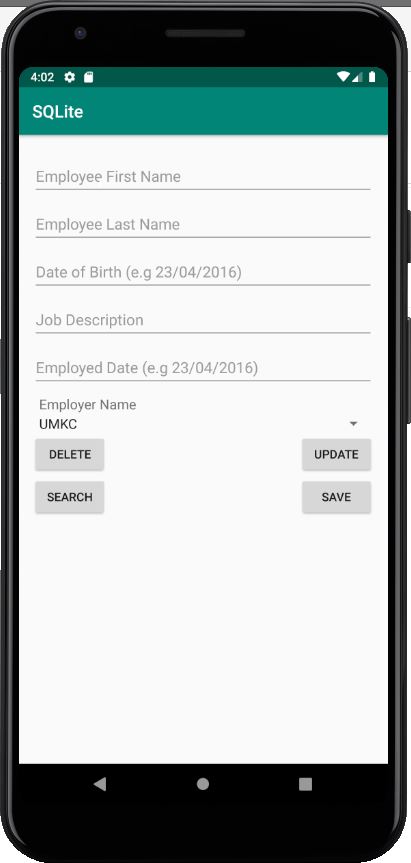 4:02
SQLite
Employee First Name
Employee Last Name
Date of Birth (e.g 23/04/2016)
Job Description
Employed Date (e.g 23/04/2016)
Employer Name
UMKC
DELETE UPDATE
SEARCH SAVE